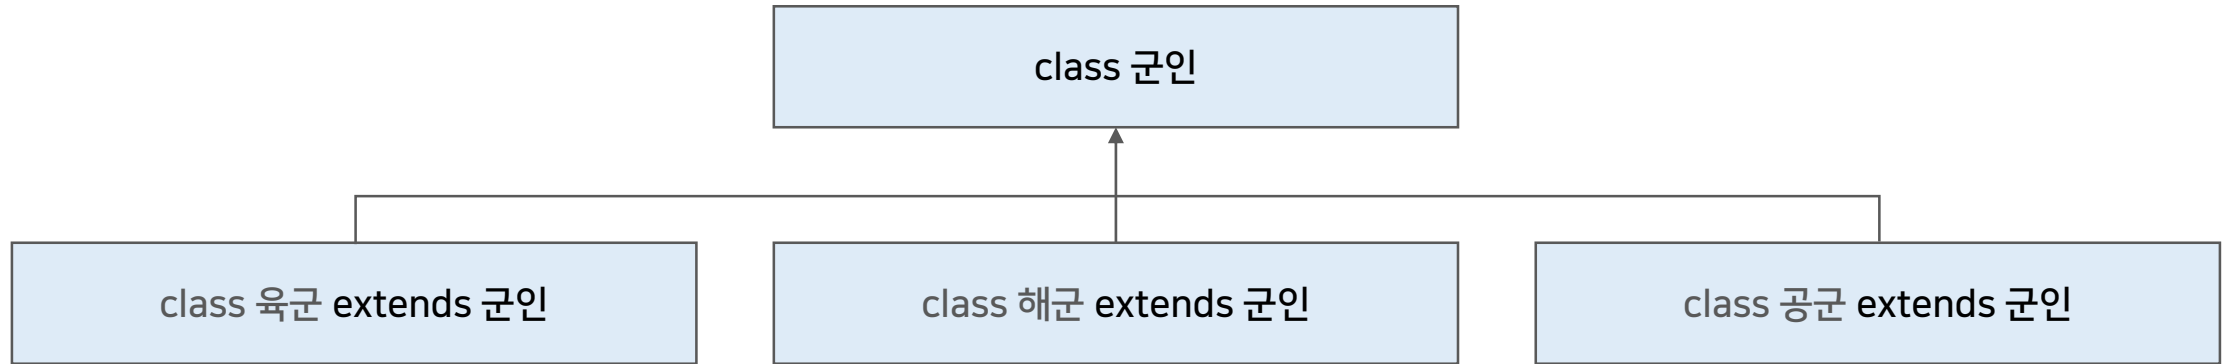 class 군인
class 육군 extends 군인
class 해군 extends 군인
class 공군 extends 군인